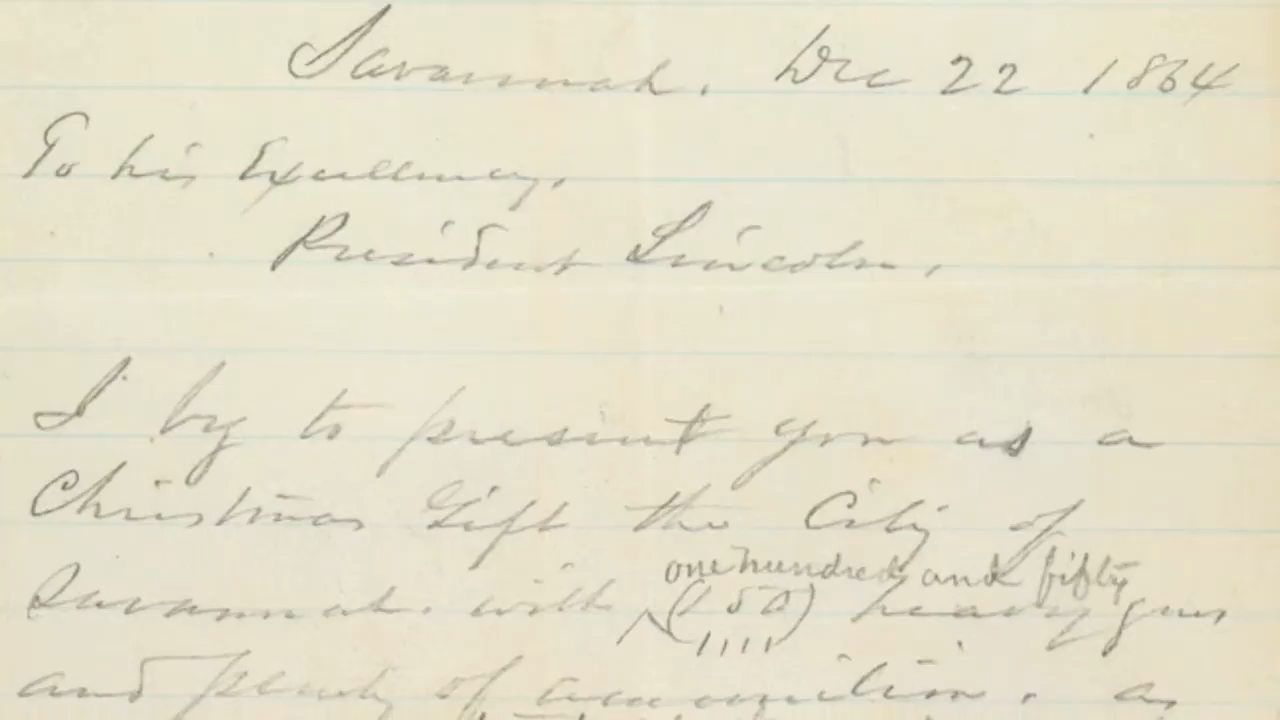 Savannah. Dec 22 1864
To his Excellency,
President Lincoln,
I beg to present you as a
Christmas Gift the City of
one hundred and fifty
Savannah. with (150) heavy guns
and plenty of ammunition. as